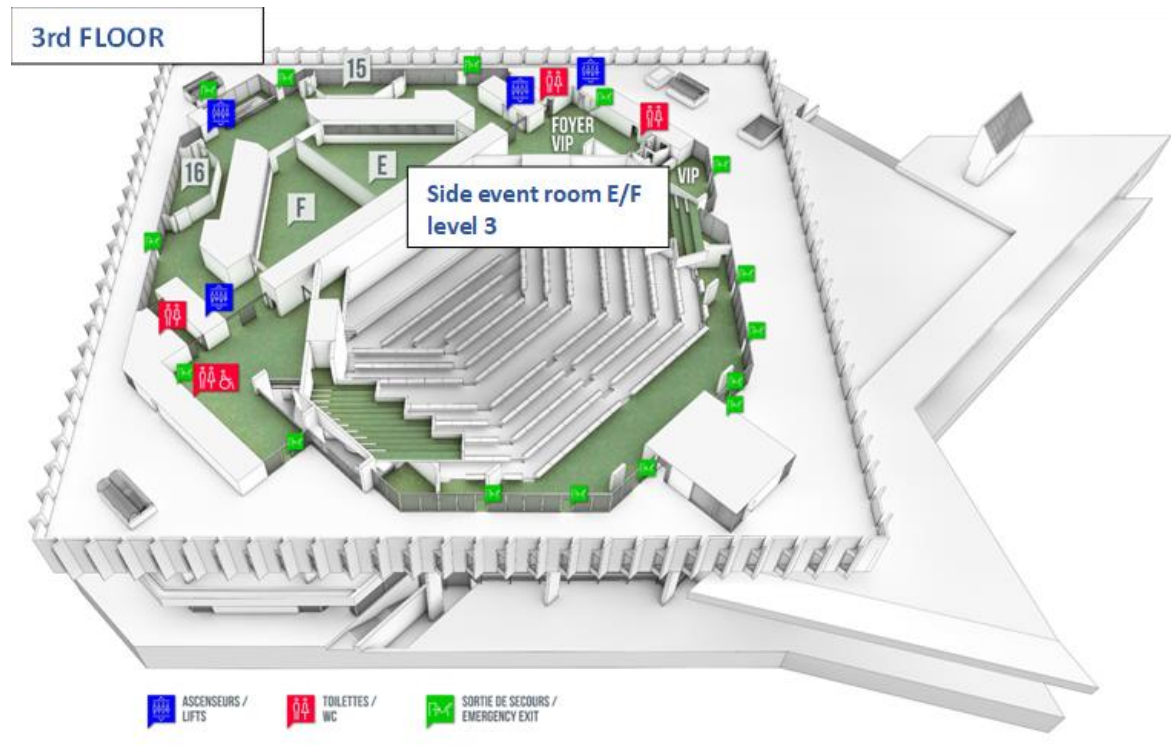 3rd FLOOR
15
16
E
F
FOYER
VIP
VIP
Side event room E/F
level 3
ASCENSEURS /
LIFTS
TOILETTES /
WC
SORTIE DE SECOURS /
EMERGENCY EXIT